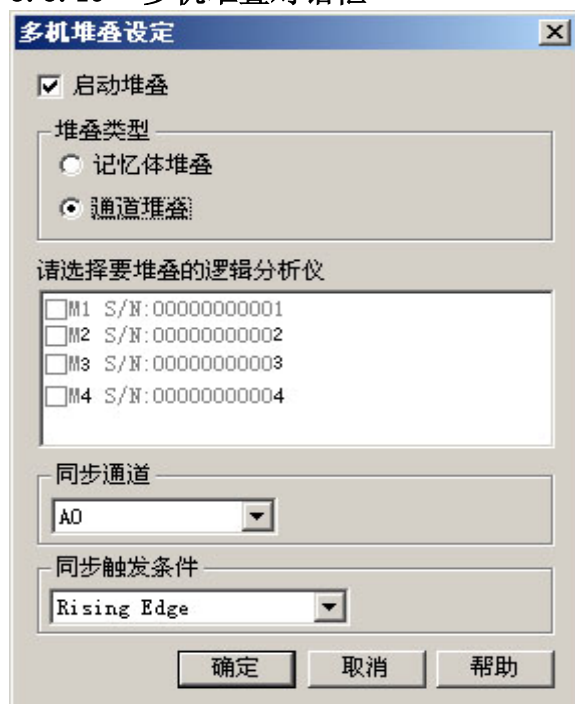 多机堆叠设定
启动堆叠
堆叠类型
记忆体堆叠
通道堆叠
请选择要堆叠的逻辑分析仪
M1 S/N:00000000001
M2 S/N:00000000002
M3 S/N:00000000003
M4 S/N:00000000004
同步通道
A0
同步触发条件
Rising Edge
确定 取消 帮助